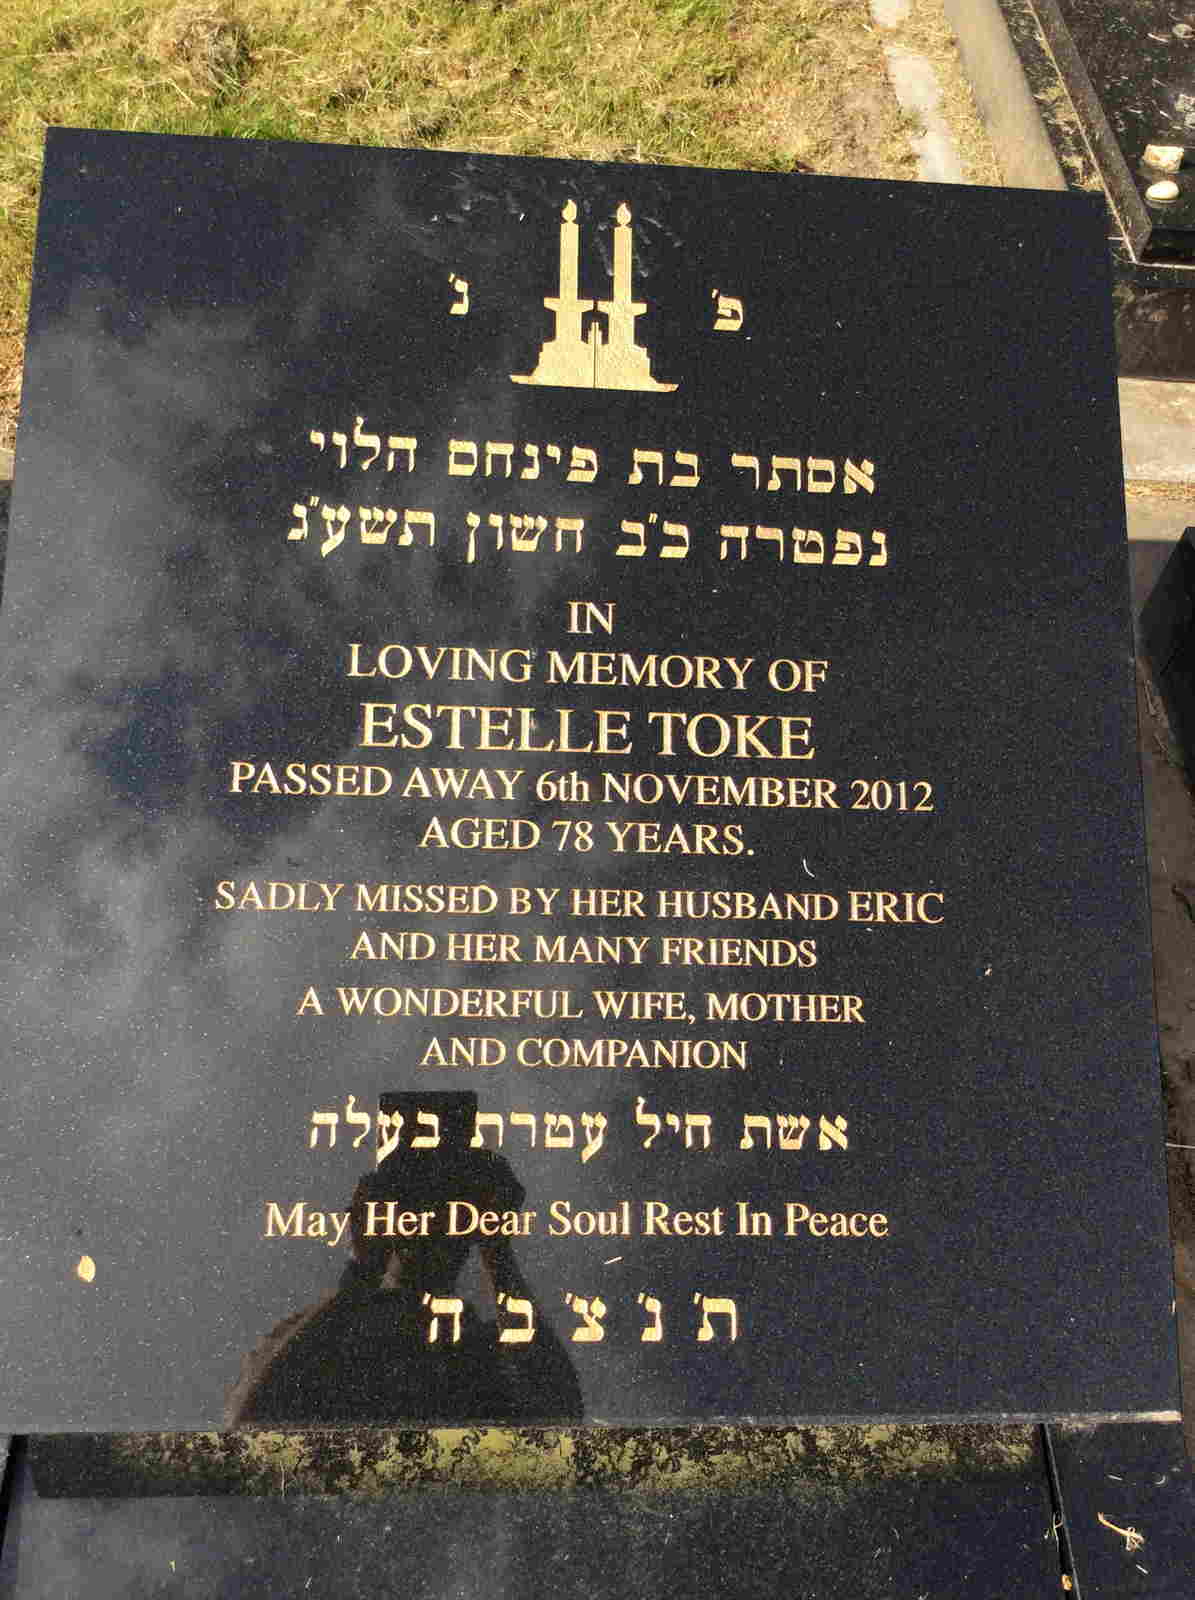 פ' נ'
אסתר בת פינחם הלוי
נפטרה כ"ב חשון תשע"ג
IN
LOVING MEMORY OF
ESTELLE TOKE
PASSED AWAY 6th NOVEMBER 2012
AGED 78 YEARS.
SADLY MISSED BY HER HUSBAND ERIC
AND HER MANY FRIENDS
A WONDERFUL WIFE, MOTHER
AND COMPANION
אשת חיל עטרת בעלה
May Her Dear Soul Rest In Peace
ת' נ' צ' ב' ה'